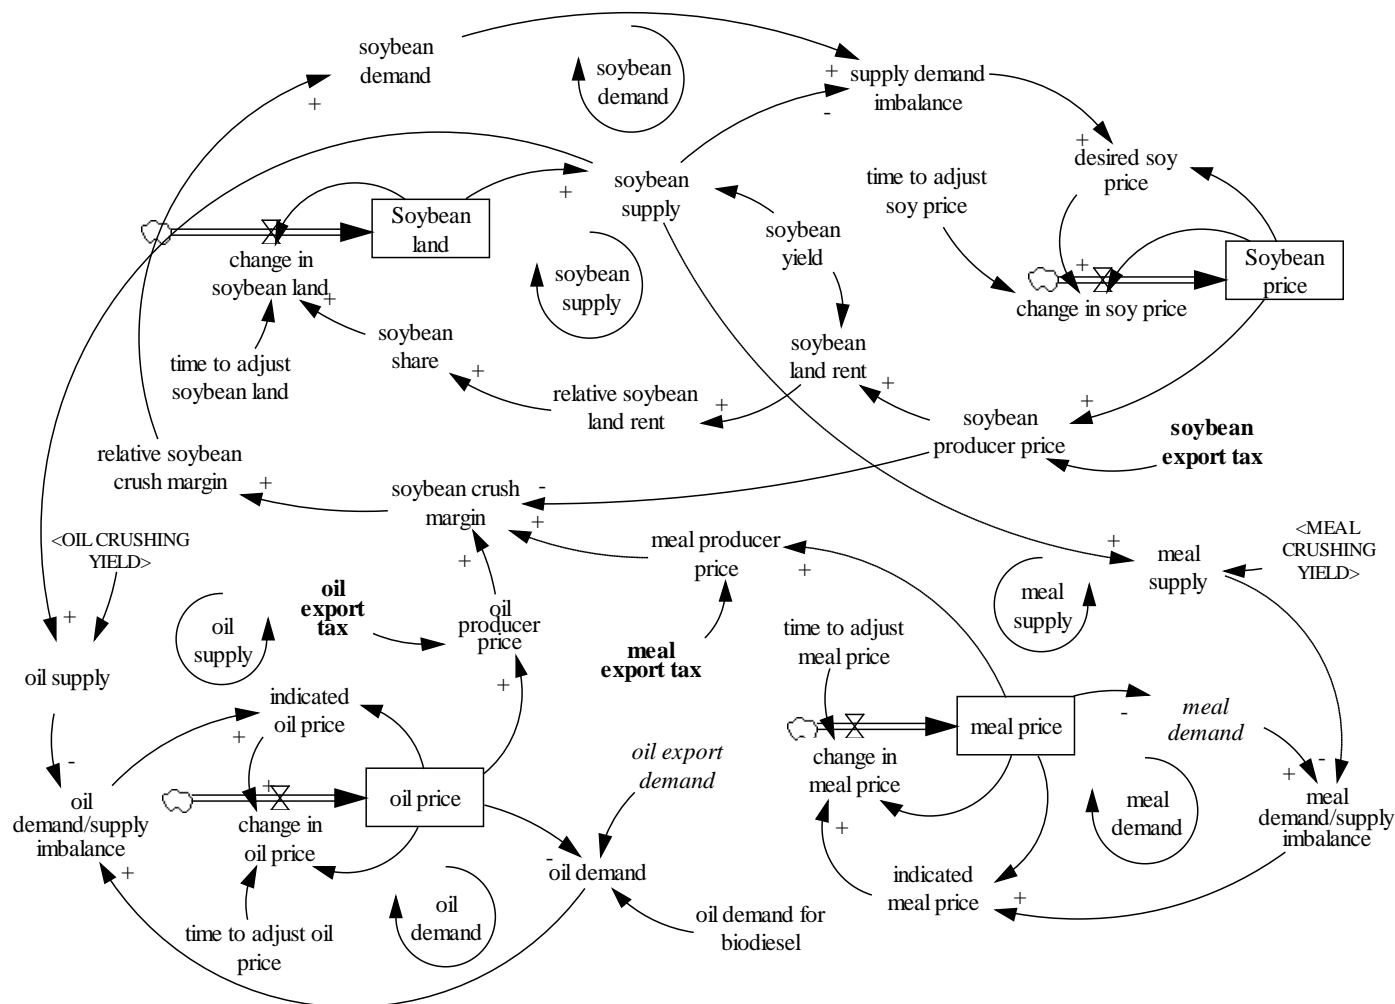 soybean
demand
+
soybean
demand
+
supply demand
imbalance
-
+
desired soy
price
time to adjust
soy price
soybean
supply
+
Soybean
land
change in
soybean land
+
soybean
yield
soybean
supply
+
Soybean
price
change in soy price
time to adjust
soybean land
soybean
share
+
soybean
land rent
+
relative soybean
land rent
+
+
soybean
producer price
soybean
export tax
relative soybean
crush margin
+
soybean crush
margin
-
+
<OIL CRUSHING
YIELD>
+
meal producer
price
+
+
meal
supply
<MEAL
CRUSHING
YIELD>
+
oil
supply
oil
export
tax
oil
producer
price
+
meal
export tax
time to adjust
meal price
meal
supply
oil supply
-
indicated
oil price
+
oil export
demand
meal price
change in
meal price
+
-
meal
demand
-
+
meal
demand/supply
imbalance
oil
demand/supply
imbalance
+
+
change in
oil price
oil price
-
oil demand
meal
demand
indicated
meal price
+
time to adjust oil
price
oil
demand
oil demand for
biodiesel